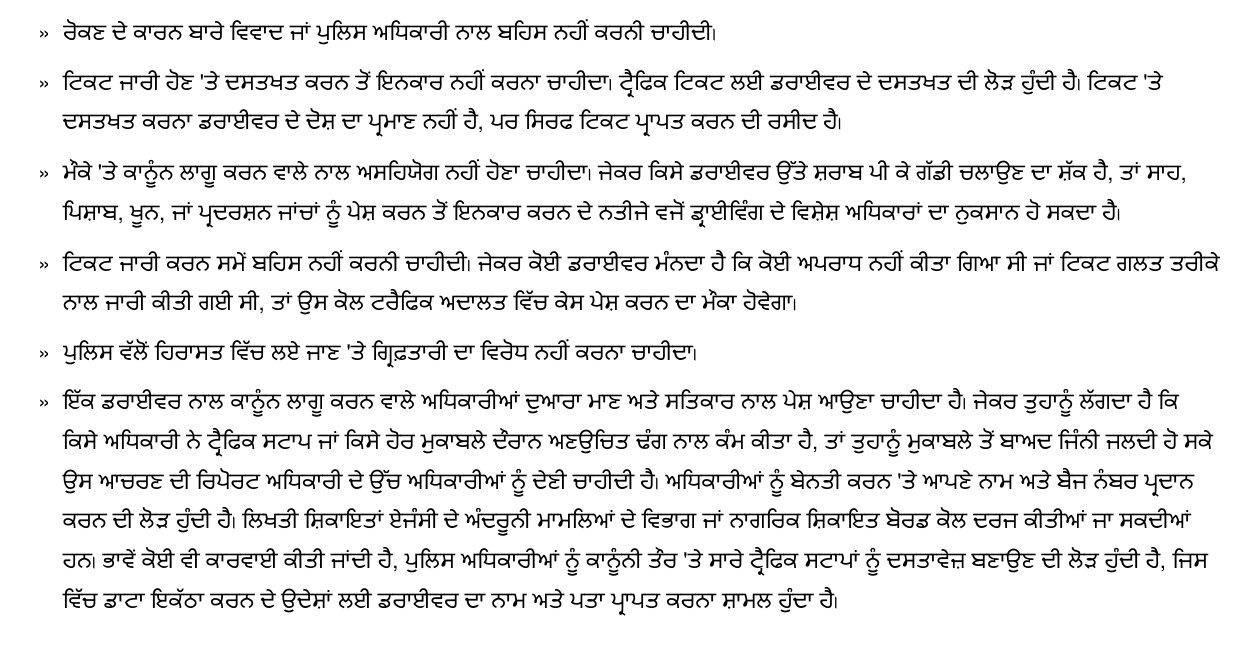 » ਰੋਕਣ ਦੇ ਕਾਰਨ ਬਾਰੇ ਵਿਵਾਦ ਜਾਂ ਪੁਲਿਸ ਅਧਿਕਾਰੀ ਨਾਲ ਬਹਿਸ ਨਹੀਂ ਕਰਨੀ ਚਾਹੀਦੀ।
» ਟਿਕਟ ਜਾਰੀ ਹੋਣ 'ਤੇ ਦਸਤਖਤ ਕਰਨ ਤੋਂ ਇਨਕਾਰ ਨਹੀਂ ਕਰਨਾ ਚਾਹੀਦਾ। ਟ੍ਰੈਫਿਕ ਟਿਕਟ ਲਈ ਡਰਾਈਵਰ ਦੇ ਦਸਤਖਤ ਦੀ ਲੋੜ ਹੁੰਦੀ ਹੈ। ਟਿਕਟ 'ਤੇ
ਦਸਤਖਤ ਕਰਨਾ ਡਰਾਈਵਰ ਦੇ ਦੋਸ਼ ਦਾ ਪ੍ਰਮਾਣ ਨਹੀਂ ਹੈ, ਪਰ ਸਿਰਫ ਟਿਕਟ ਪ੍ਰਾਪਤ ਕਰਨ ਦੀ ਰਸੀਦ ਹੈ।
» ਮੌਕੇ 'ਤੇ ਕਾਨੂੰਨ ਲਾਗੂ ਕਰਨ ਵਾਲੇ ਨਾਲ ਅਸਹਿਯੋਗ ਨਹੀਂ ਹੋਣਾ ਚਾਹੀਦਾ। ਜੇਕਰ ਕਿਸੇ ਡਰਾਈਵਰ ਉੱਤੇ ਸ਼ਰਾਬ ਪੀ ਕੇ ਗੱਡੀ ਚਲਾਉਣ ਦਾ ਸ਼ੱਕ ਹੈ, ਤਾਂ ਸਾਹ,
ਪਿਸ਼ਾਬ, ਖੂਨ, ਜਾਂ ਪ੍ਰਦਰਸ਼ਨ ਜਾਂਚਾਂ ਨੂੰ ਪੇਸ਼ ਕਰਨ ਤੋਂ ਇਨਕਾਰ ਕਰਨ ਦੇ ਨਤੀਜੇ ਵਜੋਂ ਡ੍ਰਾਈਵਿੰਗ ਦੇ ਵਿਸ਼ੇਸ਼ ਅਧਿਕਾਰਾਂ ਦਾ ਨੁਕਸਾਨ ਹੋ ਸਕਦਾ ਹੈ।
» ਟਿਕਟ ਜਾਰੀ ਕਰਨ ਸਮੇਂ ਬਹਿਸ ਨਹੀਂ ਕਰਨੀ ਚਾਹੀਦੀ। ਜੇਕਰ ਕੋਈ ਡਰਾਈਵਰ ਮੰਨਦਾ ਹੈ ਕਿ ਕੋਈ ਅਪਰਾਧ ਨਹੀਂ ਕੀਤਾ ਗਿਆ ਸੀ ਜਾਂ ਟਿਕਟ ਗਲਤ ਤਰੀਕੇ
ਨਾਲ ਜਾਰੀ ਕੀਤੀ ਗਈ ਸੀ, ਤਾਂ ਉਸ ਕੋਲ ਟਰੈਫਿਕ ਅਦਾਲਤ ਵਿੱਚ ਕੇਸ ਪੇਸ਼ ਕਰਨ ਦਾ ਮੌਕਾ ਹੋਵੇਗਾ।
» ਪੁਲਿਸ ਵੱਲੋਂ ਹਿਰਾਸਤ ਵਿੱਚ ਲਏ ਜਾਣ 'ਤੇ ਗ੍ਰਿਫ਼ਤਾਰੀ ਦਾ ਵਿਰੋਧ ਨਹੀਂ ਕਰਨਾ ਚਾਹੀਦਾ।
» ਇੱਕ ਡਰਾਈਵਰ ਨਾਲ ਕਾਨੂੰਨ ਲਾਗੂ ਕਰਨ ਵਾਲੇ ਅਧਿਕਾਰੀਆਂ ਦੁਆਰਾ ਮਾਣ ਅਤੇ ਸਤਿਕਾਰ ਨਾਲ ਪੇਸ਼ ਆਉਣਾ ਚਾਹੀਦਾ ਹੈ। ਜੇਕਰ ਤੁਹਾਨੂੰ ਲੱਗਦਾ ਹੈ ਕਿ
ਕਿਸੇ ਅਧਿਕਾਰੀ ਨੇ ਟ੍ਰੈਫਿਕ ਸਟਾਪ ਜਾਂ ਕਿਸੇ ਹੋਰ ਮੁਕਾਬਲੇ ਦੌਰਾਨ ਅਣਉਚਿਤ ਢੰਗ ਨਾਲ ਕੰਮ ਕੀਤਾ ਹੈ, ਤਾਂ ਤੁਹਾਨੂੰ ਮੁਕਾਬਲੇ ਤੋਂ ਬਾਅਦ ਜਿੰਨੀ ਜਲਦੀ ਹੋ ਸਕੇ
ਉਸ ਆਚਰਣ ਦੀ ਰਿਪੋਰਟ ਅਧਿਕਾਰੀ ਦੇ ਉੱਚ ਅਧਿਕਾਰੀਆਂ ਨੂੰ ਦੇਣੀ ਚਾਹੀਦੀ ਹੈ। ਅਧਿਕਾਰੀਆਂ ਨੂੰ ਬੇਨਤੀ ਕਰਨ 'ਤੇ ਆਪਣੇ ਨਾਮ ਅਤੇ ਬੈਜ ਨੰਬਰ ਪ੍ਰਦਾਨ
ਕਰਨ ਦੀ ਲੋੜ ਹੁੰਦੀ ਹੈ। ਲਿਖਤੀ ਸ਼ਿਕਾਇਤਾਂ ਏਜੰਸੀ ਦੇ ਅੰਦਰੂਨੀ ਮਾਮਲਿਆਂ ਦੇ ਵਿਭਾਗ ਜਾਂ ਨਾਗਰਿਕ ਸ਼ਿਕਾਇਤ ਬੋਰਡ ਕੋਲ ਦਰਜ ਕੀਤੀਆਂ ਜਾ ਸਕਦੀਆਂ
ਹਨ। ਭਾਵੇਂ ਕੋਈ ਵੀ ਕਾਰਵਾਈ ਕੀਤੀ ਜਾਂਦੀ ਹੈ, ਪੁਲਿਸ ਅਧਿਕਾਰੀਆਂ ਨੂੰ ਕਾਨੂੰਨੀ ਤੌਰ 'ਤੇ ਸਾਰੇ ਟ੍ਰੈਫਿਕ ਸਟਾਪਾਂ ਨੂੰ ਦਸਤਾਵੇਜ਼ ਬਣਾਉਣ ਦੀ ਲੋੜ ਹੁੰਦੀ ਹੈ, ਜਿਸ
ਵਿੱਚ ਡਾਟਾ ਇਕੱਠਾ ਕਰਨ ਦੇ ਉਦੇਸ਼ਾਂ ਲਈ ਡਰਾਈਵਰ ਦਾ ਨਾਮ ਅਤੇ ਪਤਾ ਪ੍ਰਾਪਤ ਕਰਨਾ ਸ਼ਾਮਲ ਹੁੰਦਾ ਹੈ।